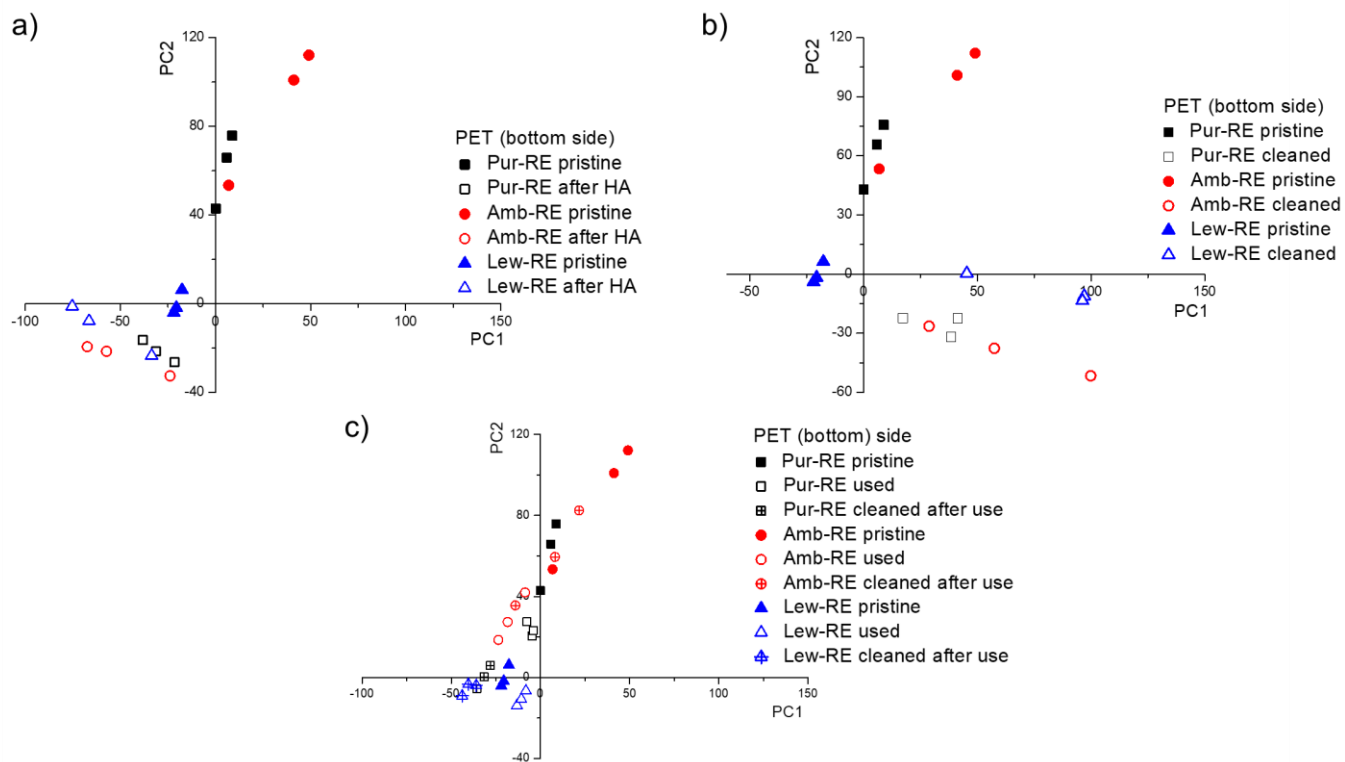 a)
PC2
120
80
40
0
-40
-100
-50
0
50
100
150
PC1
PET (bottom side)
Pur-RE pristine
Pur-RE after HA
Amb-RE pristine
Amb-RE after HA
Lew-RE pristine
Lew-RE after HA
b)
PC2
120
90
60
30
0
-30
-60
-50
0
50
100
150
PC1
PET (bottom side)
Pur-RE pristine
Pur-RE cleaned
Amb-RE pristine
Amb-RE cleaned
Lew-RE pristine
Lew-RE cleaned
c)
PC2
120
80
40
0
-40
-100
-50
0
50
100
150
PC1
PET (bottom) side
Pur-RE pristine
Pur-RE used
Pur-RE cleaned after use
Amb-RE pristine
Amb-RE used
Amb-RE cleaned after use
Lew-RE pristine
Lew-RE used
Lew-RE cleaned after use